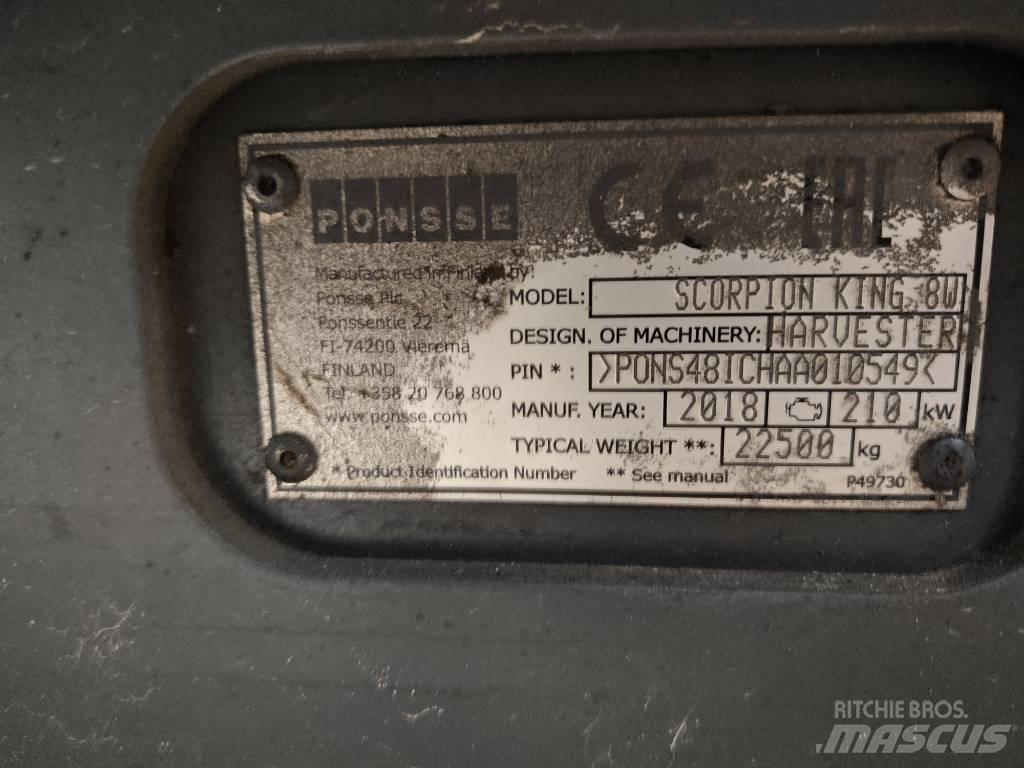 PONSSE CE EAC
Manufactured in Finland by:
Ponsse Plc
Ponssentie 22
FI-74200 Vieremä
FINLAND
Tel. +358 20 768 800
www.ponsse.com
MODEL: SCORPION KING, 8W
DESIGN. OF MACHINERY: HARVESTER
PIN * : >PONS48ICHAA010549<
MANUF. YEAR: 2018 210 kW
TYPICAL WEIGHT **: 22500 kg
* Product Identification Number ** See manual P49730
RITCHIE BROS.
MASCUS